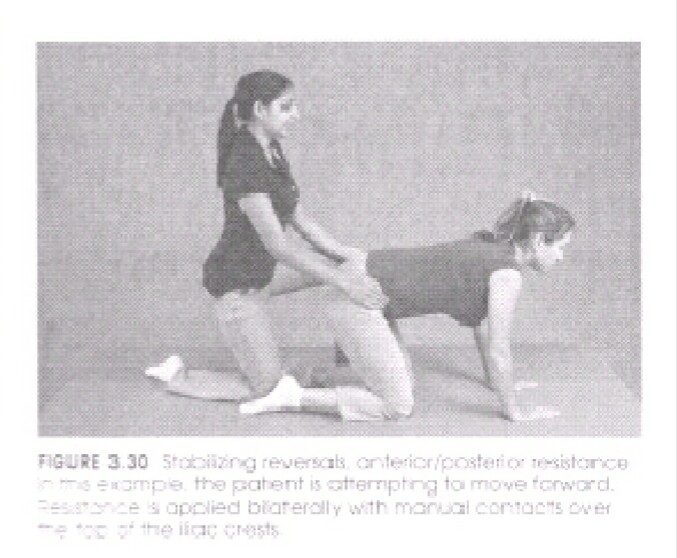 FIGURE 3.30 Stabilizing reversals, anterior/posterior resistance
In this example, the patient is attempting to move forward.
Resistance is applied bilaterally with manual contacts over
the top of the iliac crests.